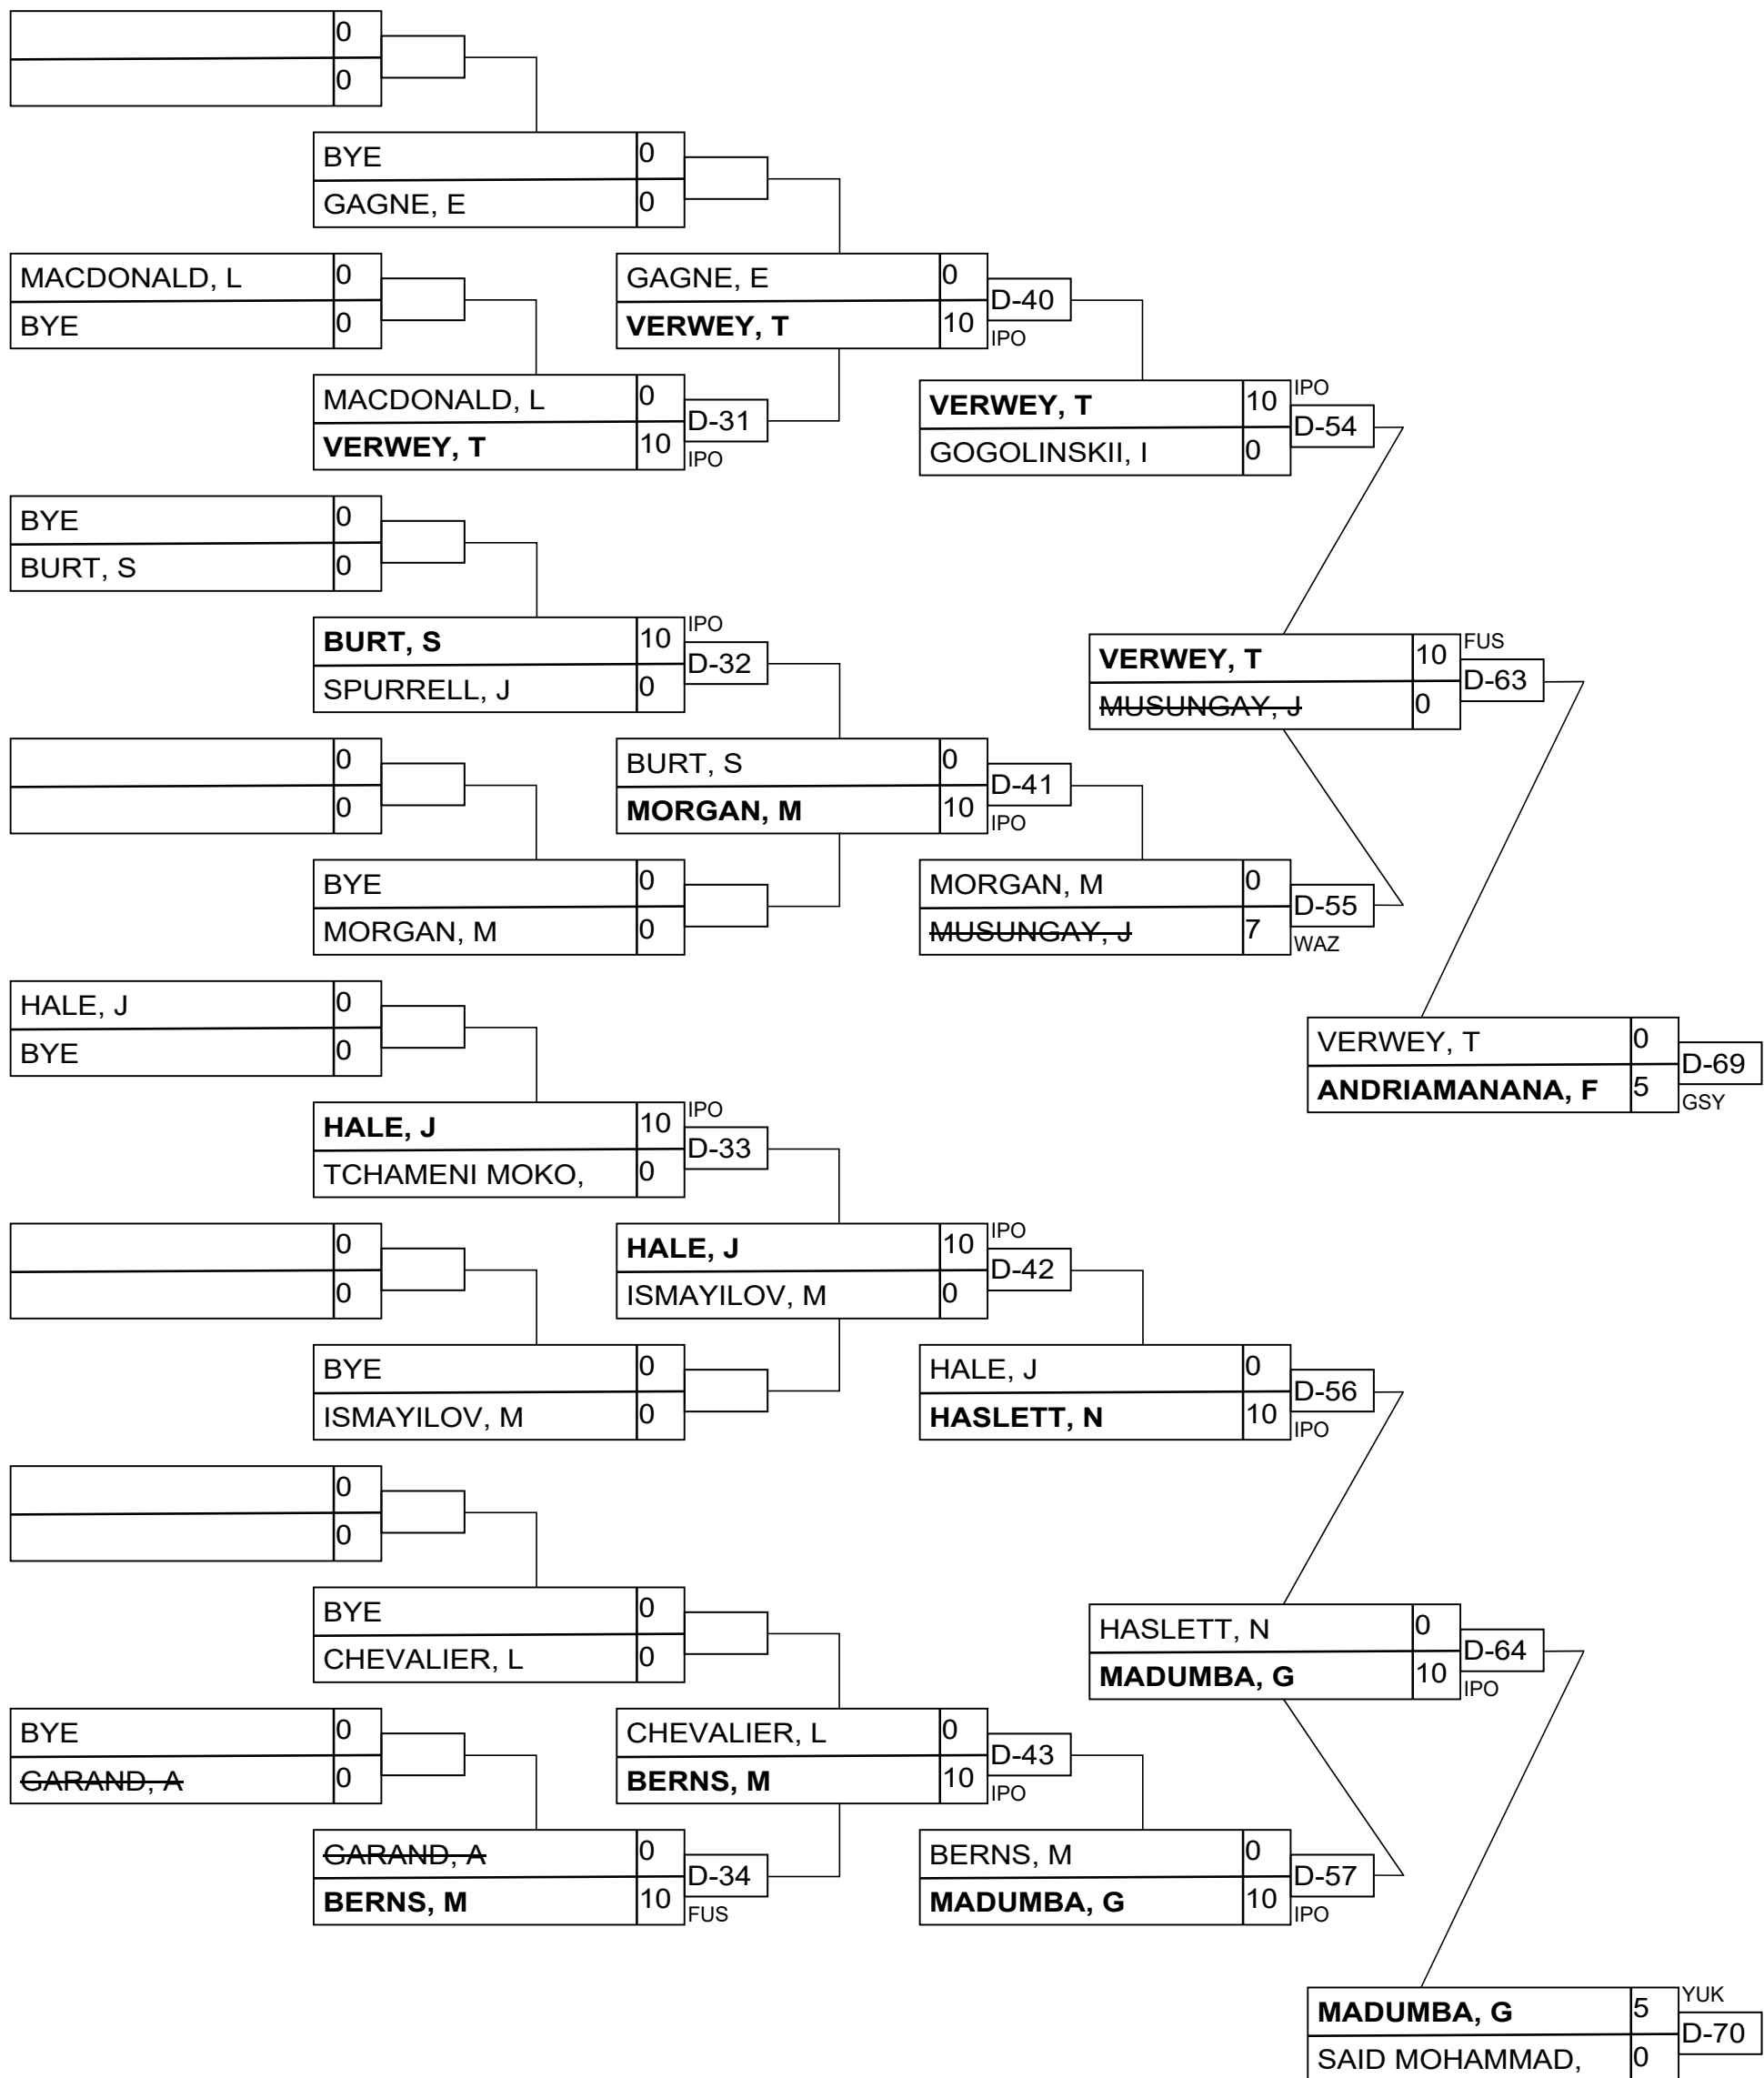 0
0
BYE 0
GAGNE, E 0
MACDONALD, L 0
BYE 0
GAGNE, E 0
D-40
VERWEY, T 10
IPO
MACDONALD, L 0
D-31
VERWEY, T 10
IPO
IPO
VERWEY, T 10
D-54
GOGOLINSKII, I 0
BYE 0
BURT, S 0
IPO
BURT, S 10
D-32
SPURRELL, J 0
FUS
VERWEY, T 10
D-63
MUSUNGAY, J 0
0
0
BURT, S 0
D-41
MORGAN, M 10
IPO
BYE 0
MORGAN, M 0
MORGAN, M 0
D-55
MUSUNGAY, J 7
WAZ
HALE, J 0
BYE 0
VERWEY, T 0
D-69
ANDRIAMANANA, F 5
GSY
IPO
HALE, J 10
D-33
TCHAMENI MOKO, 0
0
0
IPO
HALE, J 10
D-42
ISMAYILOV, M 0
BYE 0
ISMAYILOV, M 0
HALE, J 0
D-56
HASLETT, N 10
IPO
0
0
BYE 0
CHEVALIER, L 0
HASLETT, N 0
D-64
MADUMBA, G 10
IPO
BYE 0
GARAND, A 0
CHEVALIER, L 0
D-43
BERNS, M 10
IPO
GARAND, A 0
D-34
BERNS, M 10
FUS
BERNS, M 0
D-57
MADUMBA, G 10
IPO
YUK
MADUMBA, G 5
D-70
SAID MOHAMMAD, 0